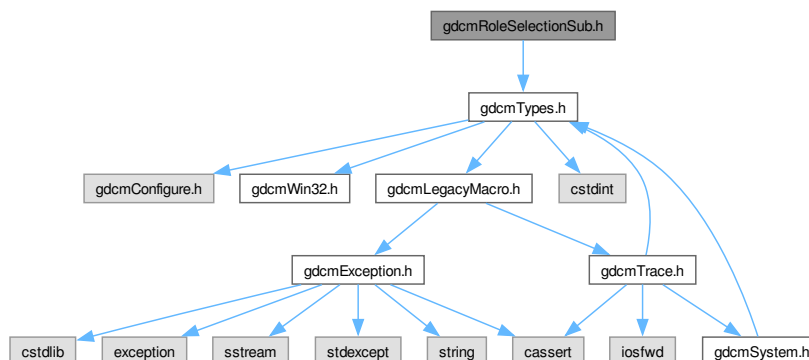 gdcmRoleSelectionSub.h
gdcmTypes.h
gdcmConfigure.h
gdcmWin32.h
gdcmLegacyMacro.h
cstdint
gdcmException.h
gdcmTrace.h
cstdlib
exception
sstream
stdexcept
string
cassert
iosfwd
gdcmSystem.h